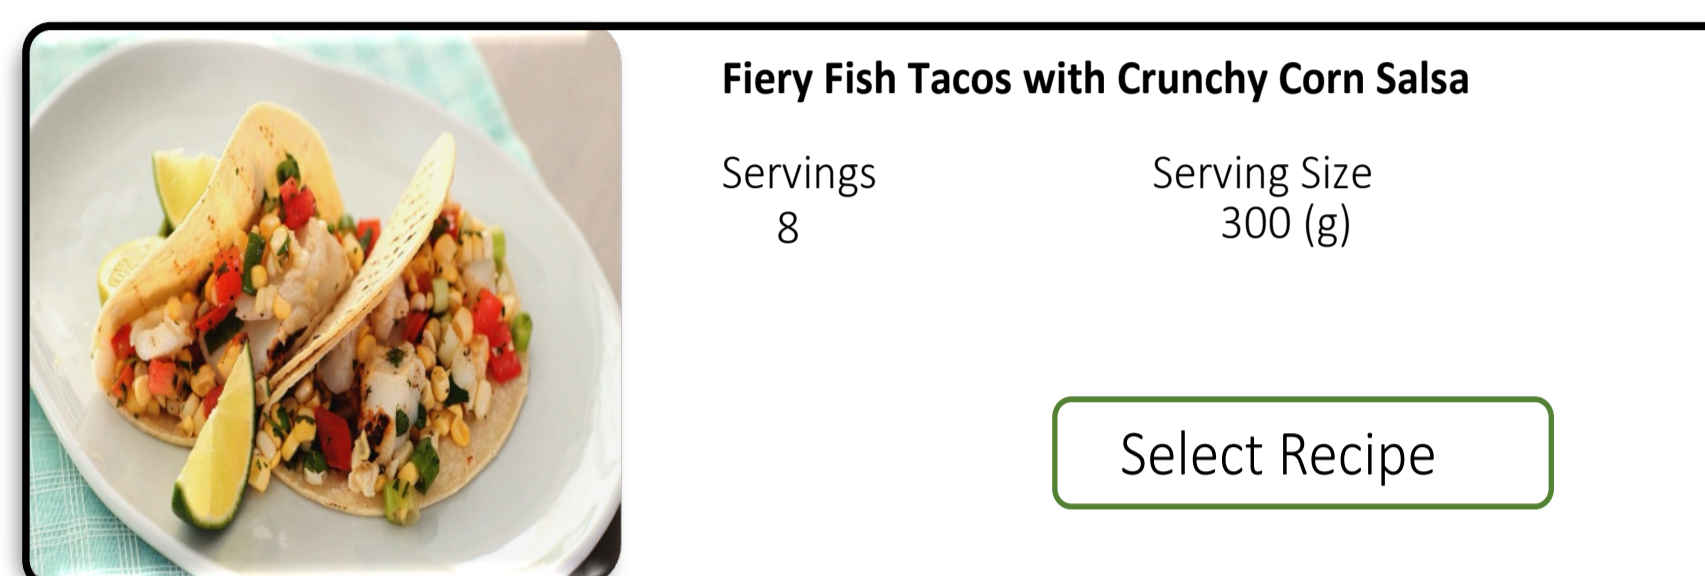 Fiery Fish Tacos with Crunchy Corn Salsa
Servings
8
Serving Size
300 (g)
Select Recipe